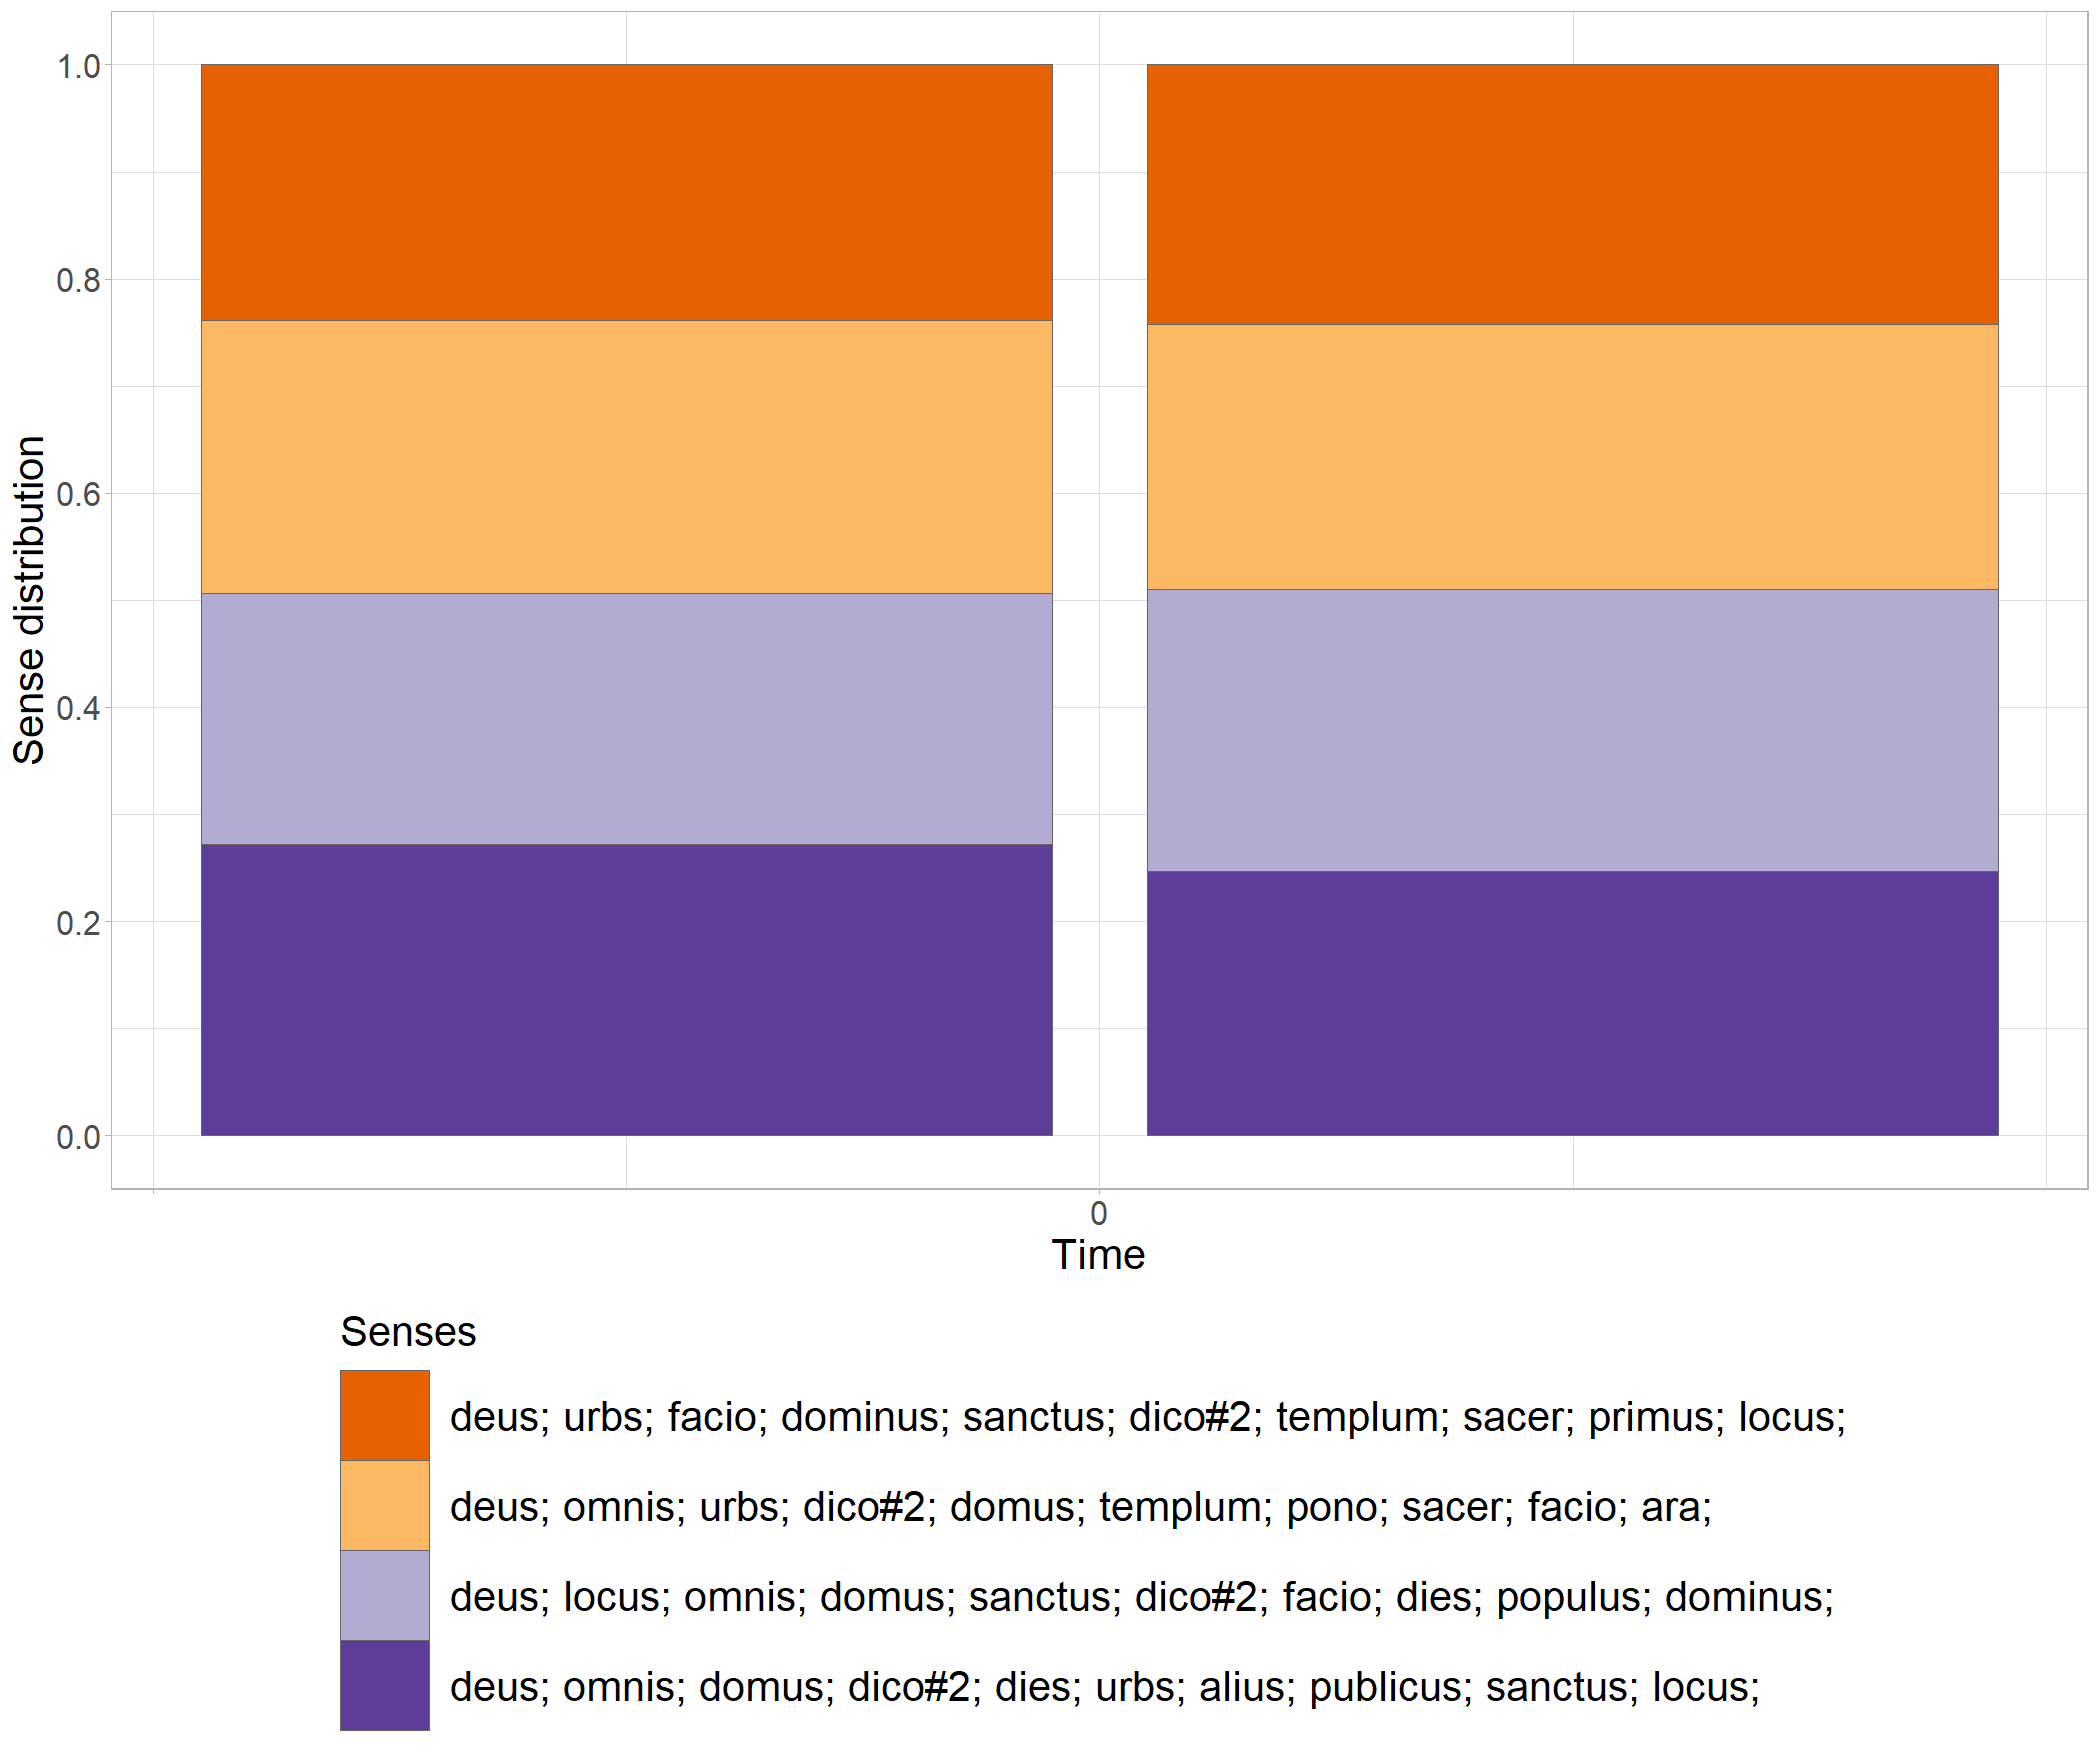 1.0
0.8
0.6
0.4
0.2
0.0
Sense distribution
0
Time
Senses
deus; urbs; facio; dominus; sanctus; dico#2; templum; sacer; primus; locus;
deus; omnis; urbs; dico#2; domus; templum; pono; sacer; facio; ara;
deus; locus; omnis; domus; sanctus; dico#2; facio; dies; populus; dominus;
deus; omnis; domus; dico#2; dies; urbs; alius; publicus; sanctus; locus;